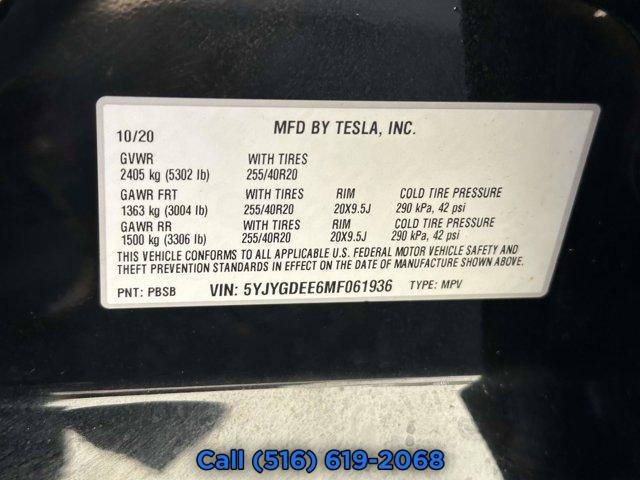 MFD BY TESLA, INC.
10/20
GVWR WITH TIRES
2405 kg (5302 lb) 255/40R20
GAWR FRT WITH TIRES RIM COLD TIRE PRESSURE
1363 kg (3004 lb) 255/40R20 20X9.5J 290 kPa, 42 psi
GAWR RR WITH TIRES RIM COLD TIRE PRESSURE
1500 kg (3306 lb) 255/40R20 20X9.5J 290 kPa, 42 psi
THIS VEHICLE CONFORMS TO ALL APPLICABLE U.S. FEDERAL MOTOR VEHICLE SAFETY AND
THEFT PREVENTION STANDARDS IN EFFECT ON THE DATE OF MANUFACTURE SHOWN ABOVE.
PNT: PBSB VIN: 5YJYGDEE6MF061936 TYPE: MPV
Call (516) 619-2068